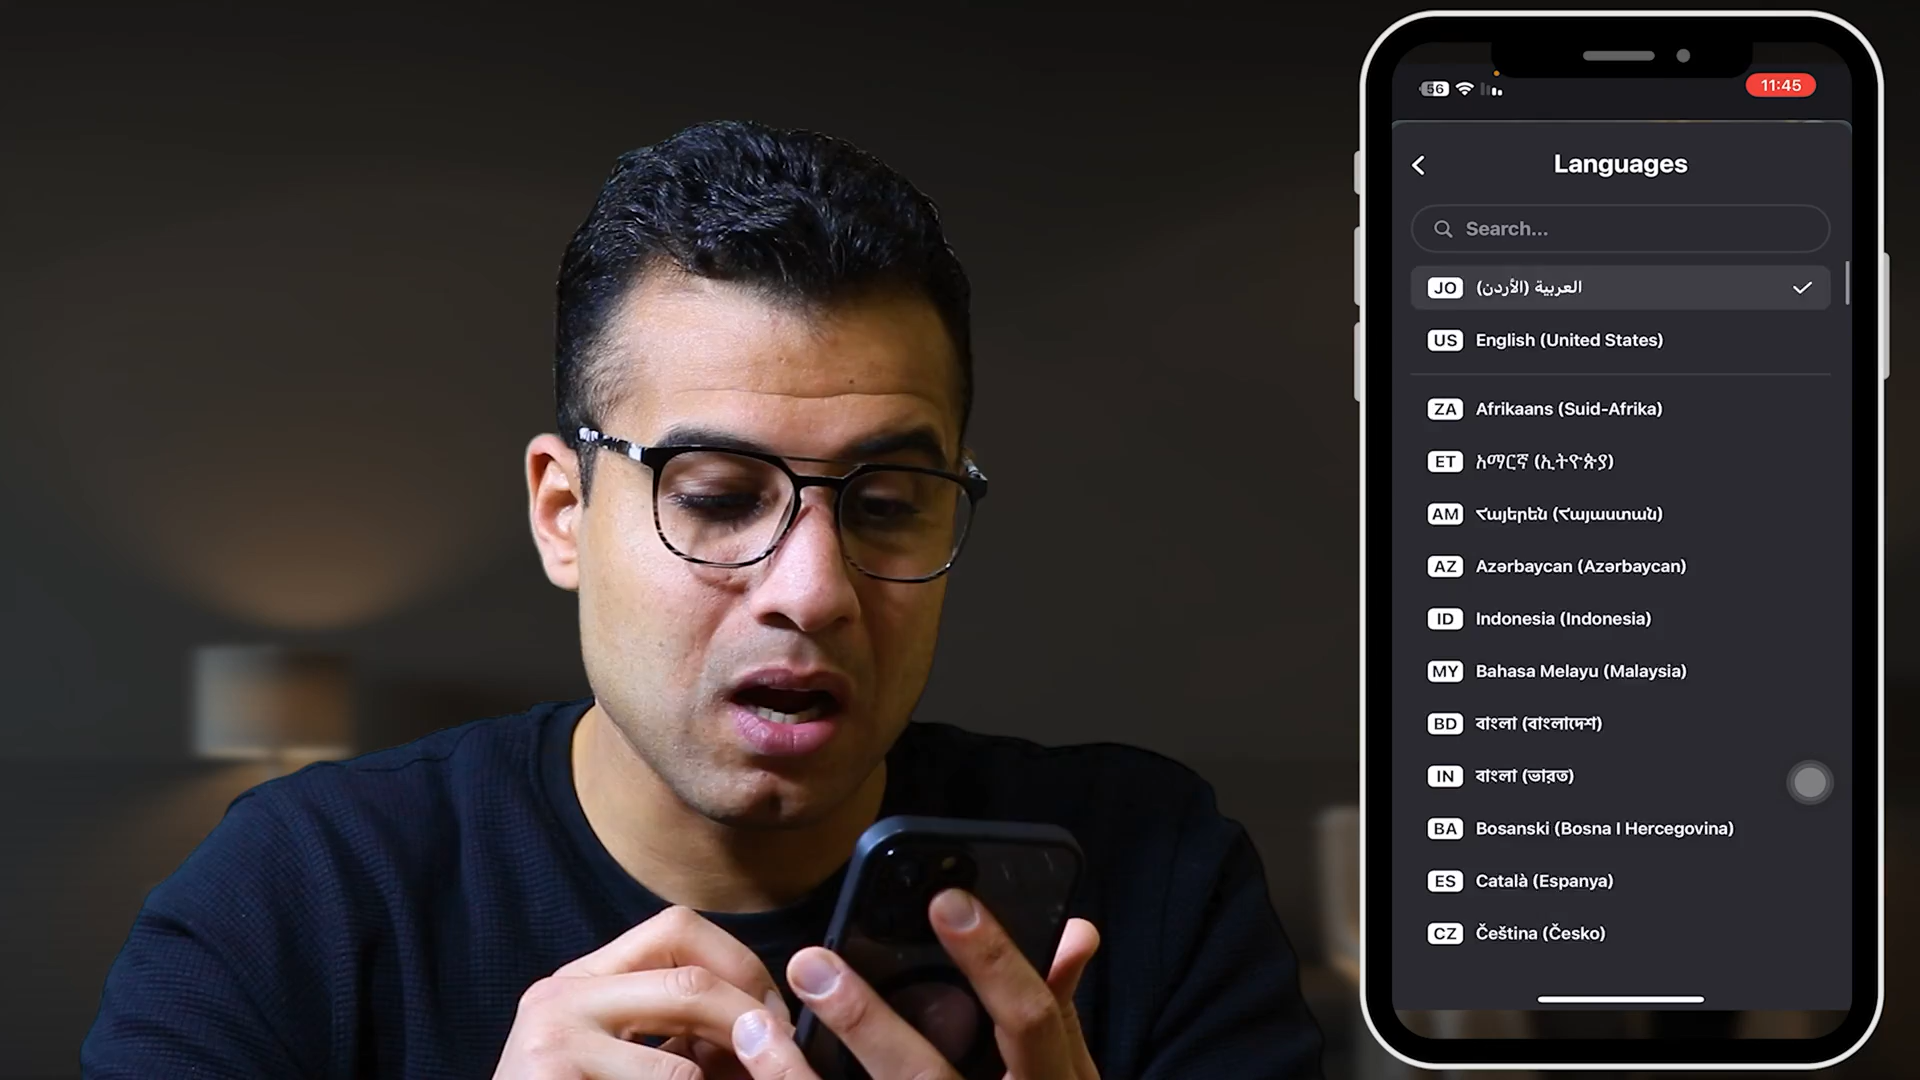 56
11:45
Languages
Search...
JO العربية (الأردن)
US English (United States)
ZA Afrikaans (Suid-Afrika)
ET አማርኛ (ኢትዮጵያ)
AM Հայերեն (Հայաստան)
AZ Azərbaycan (Azərbaycan)
ID Indonesia (Indonesia)
MY Bahasa Melayu (Malaysia)
BD বাংলা (বাংলাদেশ)
IN বাংলা (ভারত)
BA Bosanski (Bosna I Hercegovina)
ES Català (Espanya)
CZ Čeština (Česko)